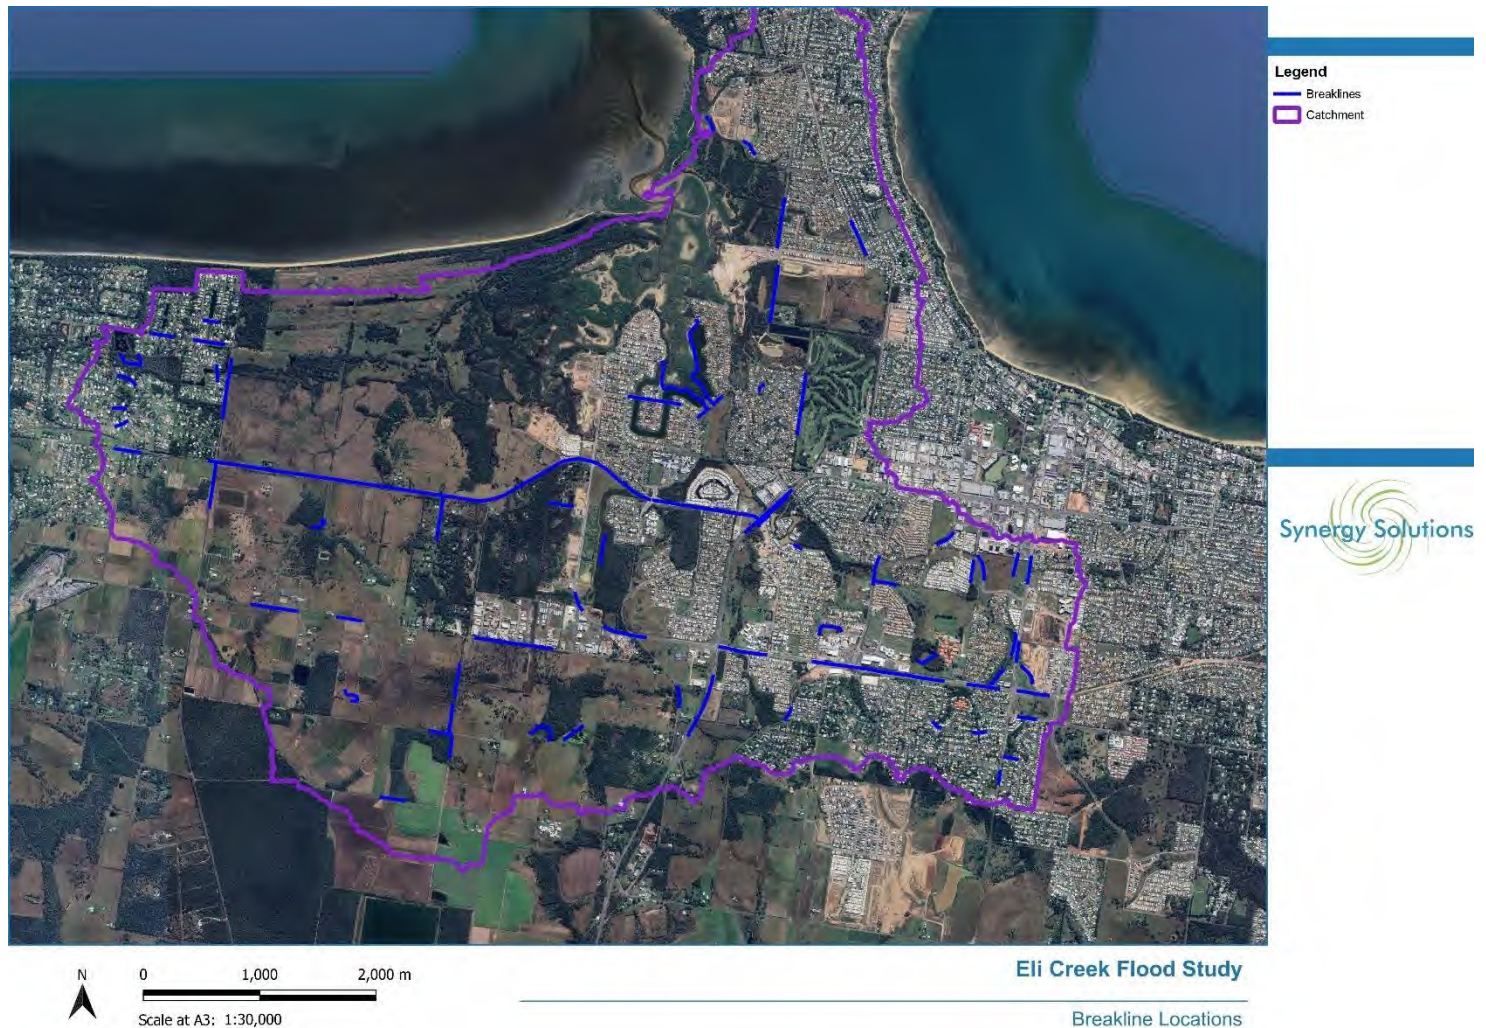 Legend
Breaklines
Catchment
Synergy Solutions
N
0 1,000 2,000 m
Scale at A3: 1:30,000
Eli Creek Flood Study
Breakline Locations